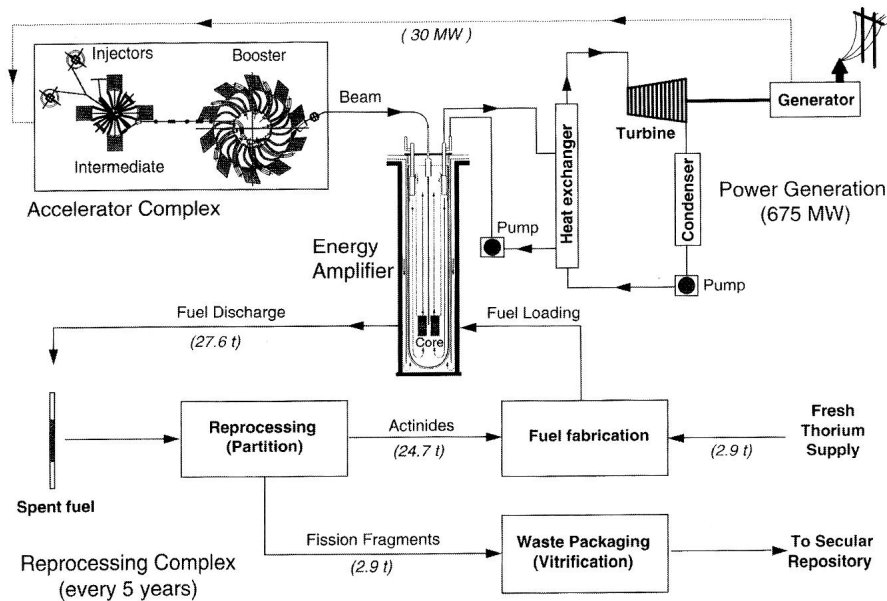 ( 30 MW )
Injectors
Booster
Beam
Intermediate
Accelerator Complex
Turbine
Generator
Heat exchanger
Condenser
Power Generation
(675 MW)
Pump
Pump
Energy
Amplifier
Core
Fuel Discharge
(27.6 t)
Fuel Loading
Spent fuel
Reprocessing
(Partition)
Actinides
(24.7 t)
Fuel fabrication
(2.9 t)
Fresh
Thorium
Supply
Fission Fragments
(2.9 t)
Waste Packaging
(Vitrification)
To Secular
Repository
Reprocessing Complex
(every 5 years)